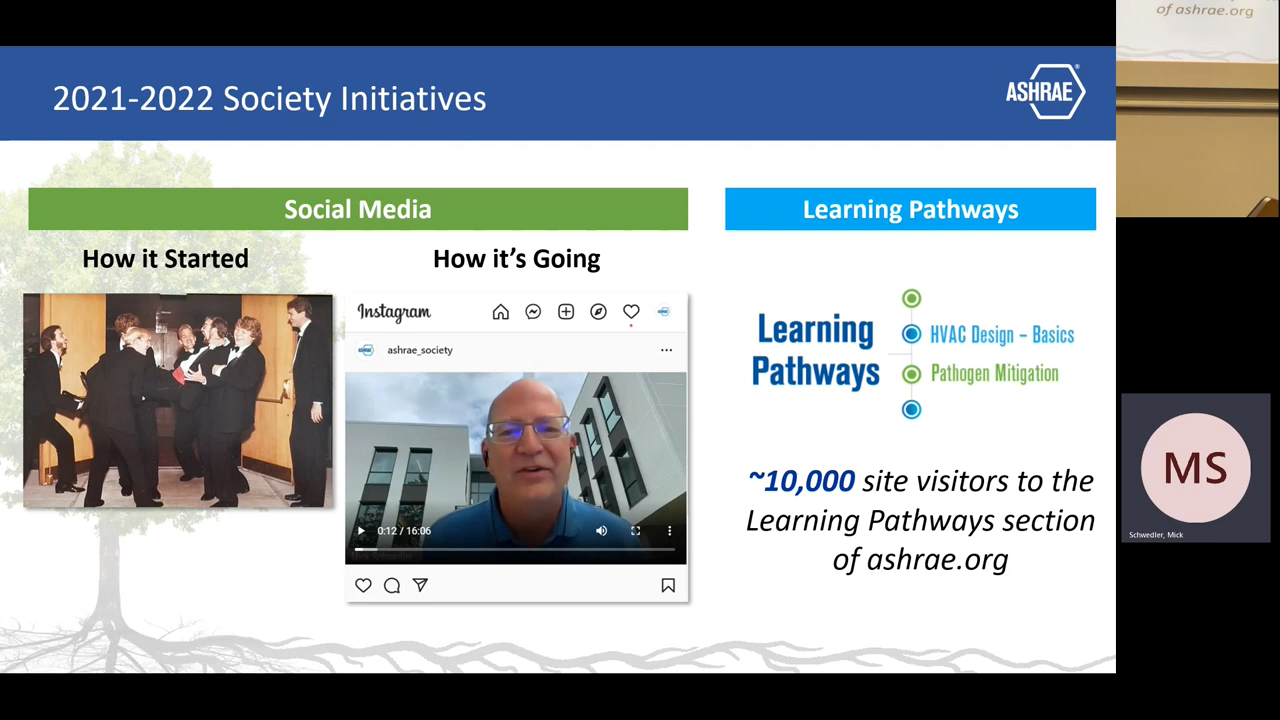 2021-2022 Society Initiatives
ASHRAE®
Social Media
Learning Pathways
How it Started
How it's Going
Instagram
ashrae_society
0:12 / 16:06
Learning
Pathways
HVAC Design – Basics
Pathogen Mitigation
~10,000 site visitors to the
Learning Pathways section
of ashrae.org
of ashrae.org
MS
Schwedler, Mick